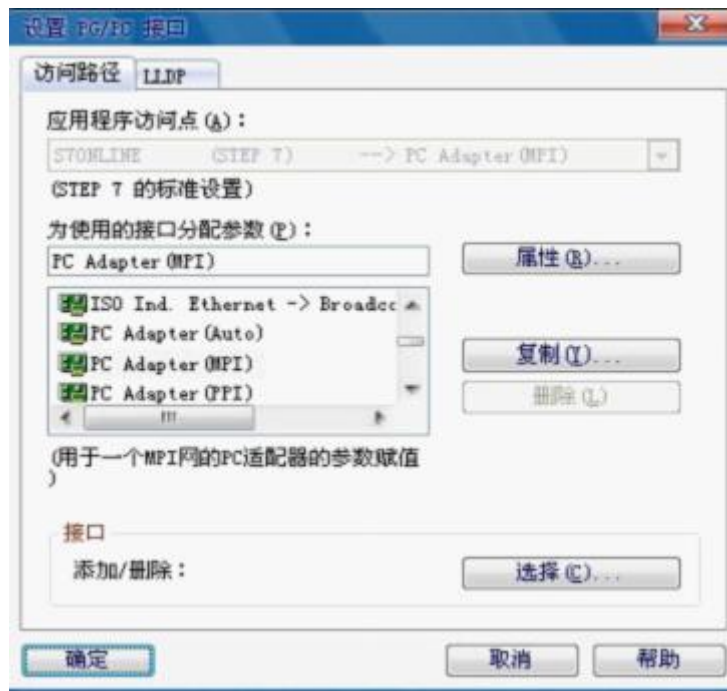 设置 PG/PC 接口
访问路径 LLDP
应用程序访问点(A)：
S7ONLINE (STEP 7) --> PC Adapter(MPI)
(STEP 7 的标准设置)
为使用的接口分配参数(P)：
PC Adapter(MPI)
属性(R)...
ISO Ind. Ethernet -> Broadcc
PC Adapter(Auto)
PC Adapter(MPI)
PC Adapter(PPI)
复制(Y)...
删除(L)
(用于一个MPI网的PC适配器的参数赋值
)
接口
添加/删除：
选择(C)...
确定 取消 帮助